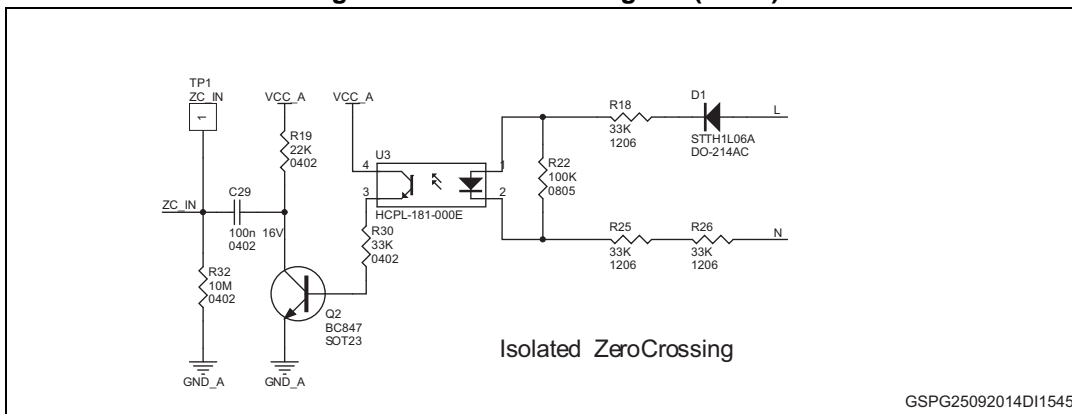 TP1
ZC_IN
1
VCC_A
VCC_A
R19
22K
0402
C29
100n 16V
0402
ZC_IN
R32
10M
0402
GND_A
GND_A
Q2
BC847
SOT23
R30
33K
0402
U3
4
3
1
2
HCPL-181-000E
R22
100K
0805
R18
33K
1206
D1
STTH1L06A
DO-214AC
L
R25
33K
1206
R26
33K
1206
N
Isolated ZeroCrossing
GSPG25092014DI1545